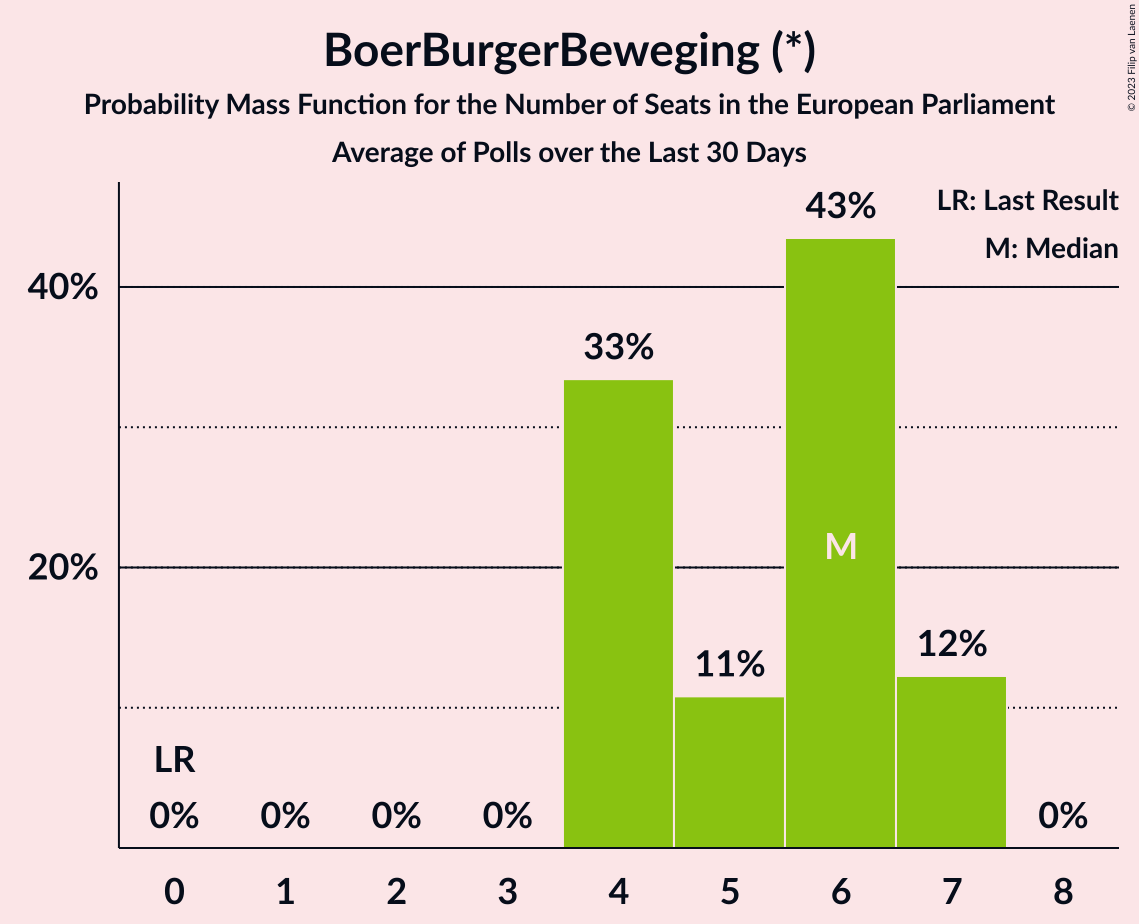 BoerBurgerBeweging (*)
Probability Mass Function for the Number of Seats in the European Parliament
Average of Polls over the Last 30 Days
© 2023 Filip van Laenen
LR: Last Result
M: Median
43%
40%
33%
M
20%
12%
11%
LR
0% 0% 0% 0% 0%
0 1 2 3 4 5 6 7 8